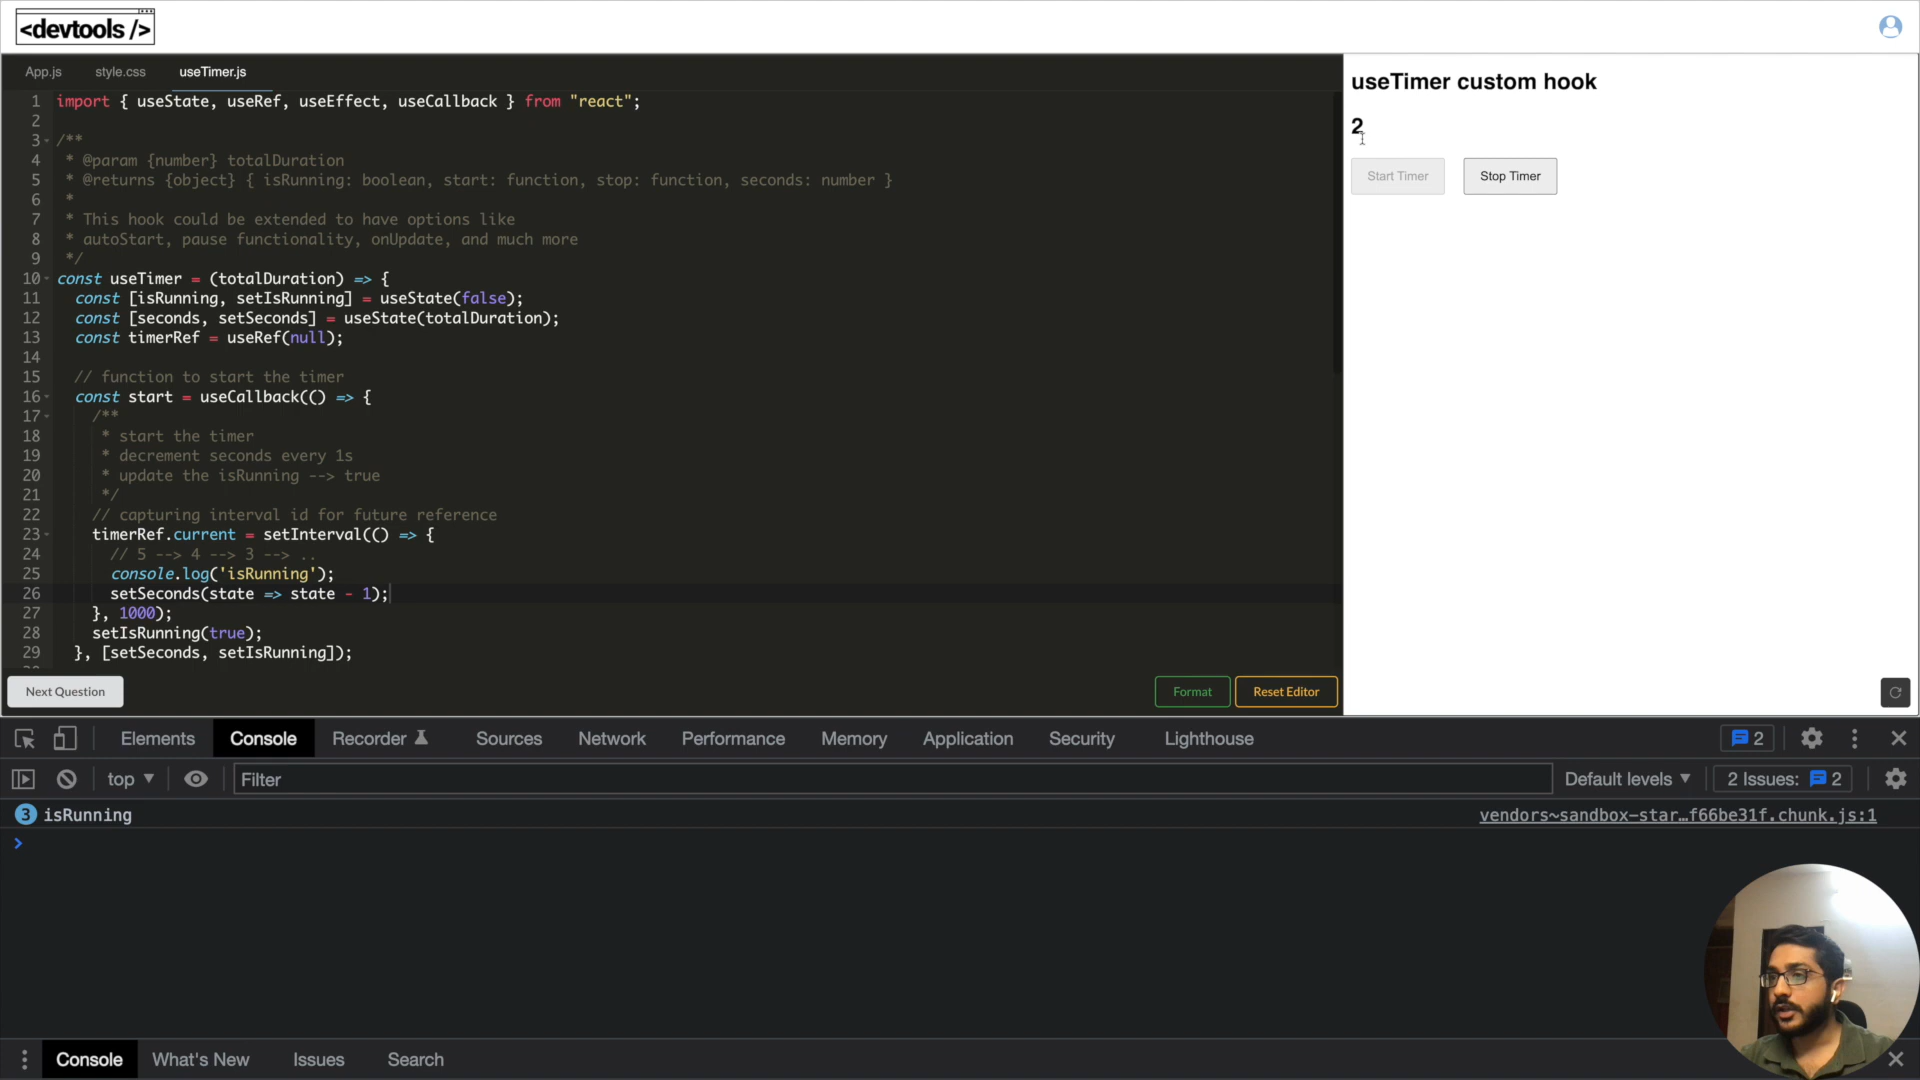 <devtools />
App.js style.css useTimer.js
1 import { useState, useRef, useEffect, useCallback } from "react";
2
3 /**
4 * @param {number} totalDuration
5 * @returns {object} { isRunning: boolean, start: function, stop: function, seconds: number }
6 *
7 * This hook could be extended to have options like
8 * autoStart, pause functionality, onUpdate, and much more
9 */
10 const useTimer = (totalDuration) => {
11 const [isRunning, setIsRunning] = useState(false);
12 const [seconds, setSeconds] = useState(totalDuration);
13 const timerRef = useRef(null);
14
15 // function to start the timer
16 const start = useCallback(() => {
17 /**
18 * start the timer
19 * decrement seconds every 1s
20 * update the isRunning --> true
21 */
22 // capturing interval id for future reference
23 timerRef.current = setInterval(() => {
24 // 5 --> 4 --> 3 --> ..
25 console.log('isRunning');
26 setSeconds(state => state - 1);
27 }, 1000);
28 setIsRunning(true);
29 }, [setSeconds, setIsRunning]);
Next Question Format Reset Editor
useTimer custom hook
2
Start Timer Stop Timer
Elements Console Recorder Sources Network Performance Memory Application Security Lighthouse 2
top Filter Default levels 2 Issues: 2
3 isRunning vendors~sandbox-star…f66be31f.chunk.js:1
>
Console What's New Issues Search